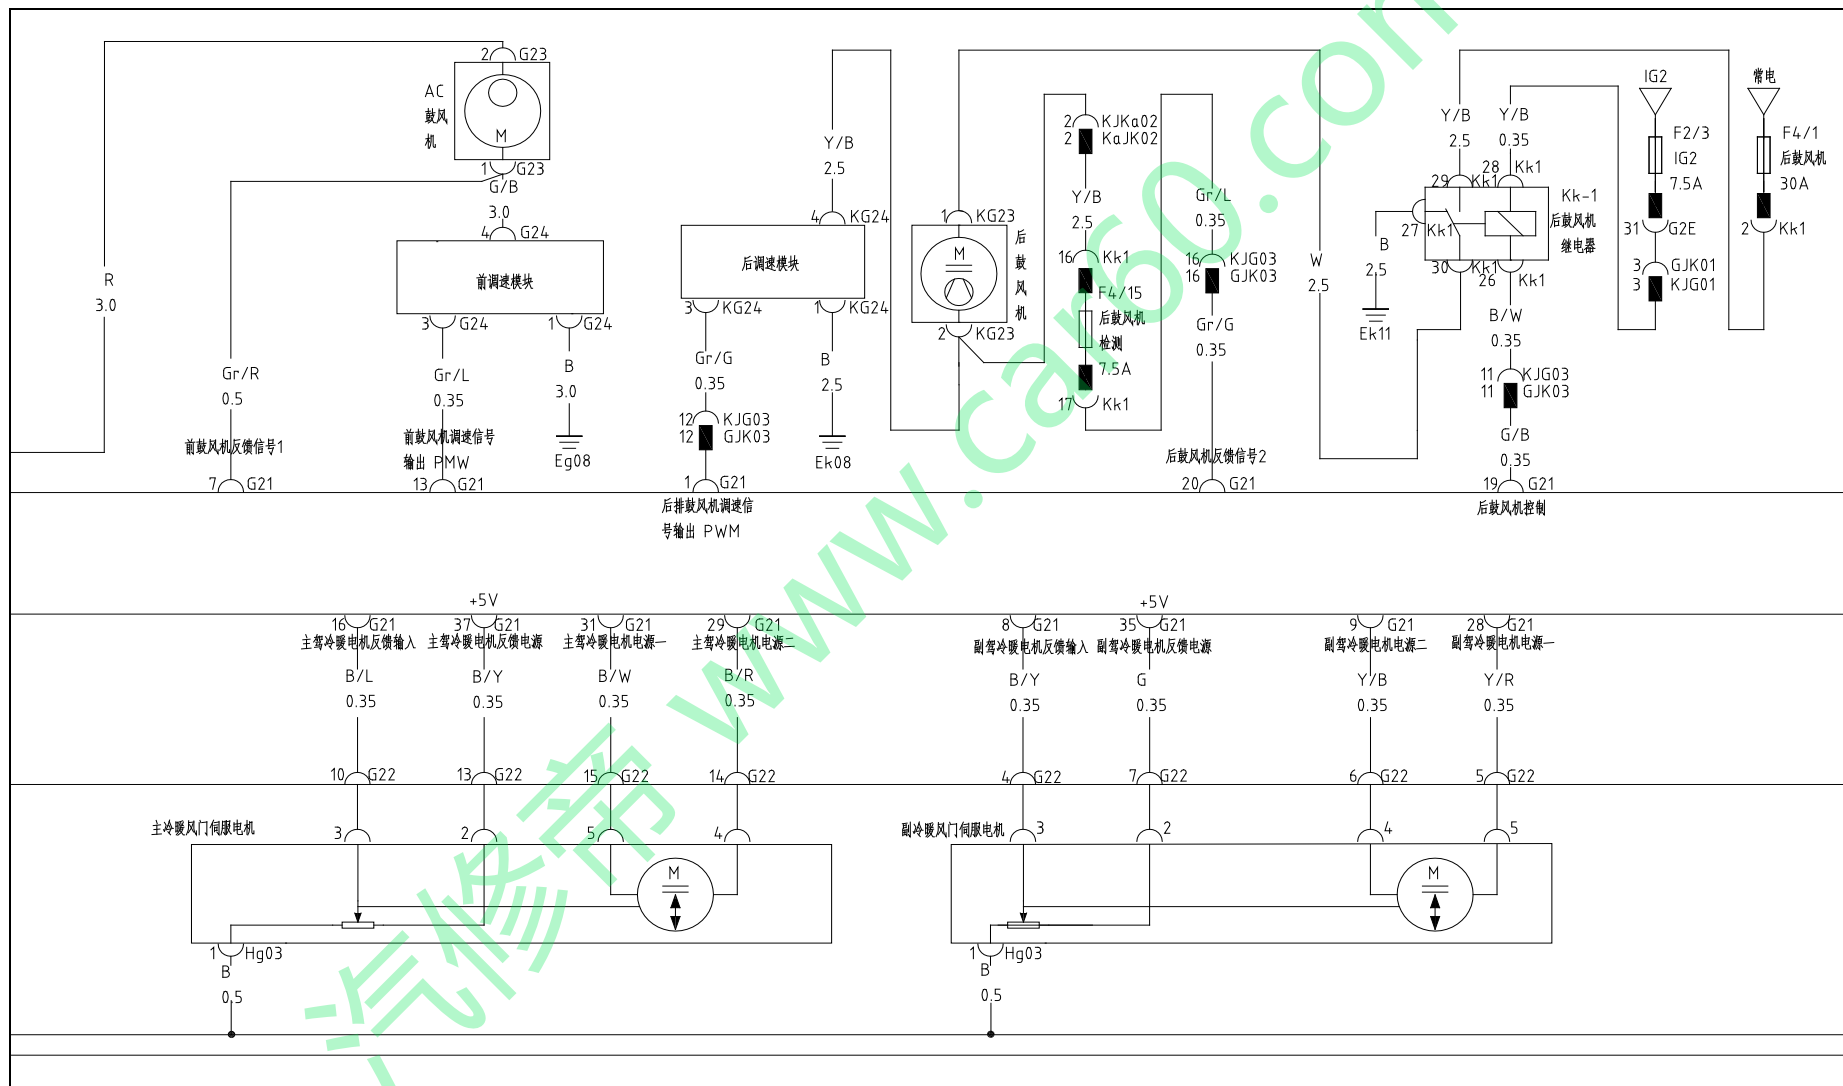 2 G23
AC
鼓风
机
M
1 G23
G/B
3.0
4 G24
前调速模块
3 G24
1 G24
R
3.0
Gr/R
0.5
前鼓风机反馈信号1
7 G21
Gr/L
0.35
前鼓风机调速信号
输出 PMW
13 G21
B
3.0
Eg08
Y/B
2.5
4 KG24
后调速模块
3 KG24
1 KG24
Gr/G
0.35
12 KJG03
12 GJK03
1 G21
后排鼓风机调速信
号输出 PWM
B
2.5
Ek08
1 KG23
M
后
鼓
风
机
2 KG23
2 KJKa02
2 KaJK02
Y/B
2.5
16 Kk1
F4/15
后鼓风机
检测
7.5A
17 Kk1
Gr/L
0.35
16 KJG03
16 GJK03
Gr/G
0.35
后鼓风机反馈信号2
20 G21
W
2.5
Y/B
2.5
Y/B
0.35
29 Kk1
28 Kk1
27 Kk1
30 Kk1
26 Kk1
Kk-1
后鼓风机
继电器
B
2.5
Ek11
B/W
0.35
11 KJG03
11 GJK03
G/B
0.35
19 G21
后鼓风机控制
IG2
F2/3
IG2
7.5A
31 G2E
3 GJK01
3 KJG01
常电
F4/1
后鼓风机
30A
2 Kk1
+5V
16 G21
37 G21
31 G21
29 G21
主驾冷暖电机反馈输入
主驾冷暖电机反馈电源
主驾冷暖电机电源一
主驾冷暖电机电源二
B/L
0.35
B/Y
0.35
B/W
0.35
B/R
0.35
10 G22
13 G22
15 G22
14 G22
主冷暖风门伺服电机
3
2
5
4
M
1 Hg03
B
0.5
+5V
8 G21
35 G21
9 G21
28 G21
副驾冷暖电机反馈输入
副驾冷暖电机反馈电源
副驾冷暖电机电源二
副驾冷暖电机电源一
B/Y
0.35
G
0.35
Y/B
0.35
Y/R
0.35
4 G22
7 G22
6 G22
5 G22
副冷暖风门伺服电机
3
2
4
5
M
1 Hg03
B
0.5
汽修帝 www.car60.com